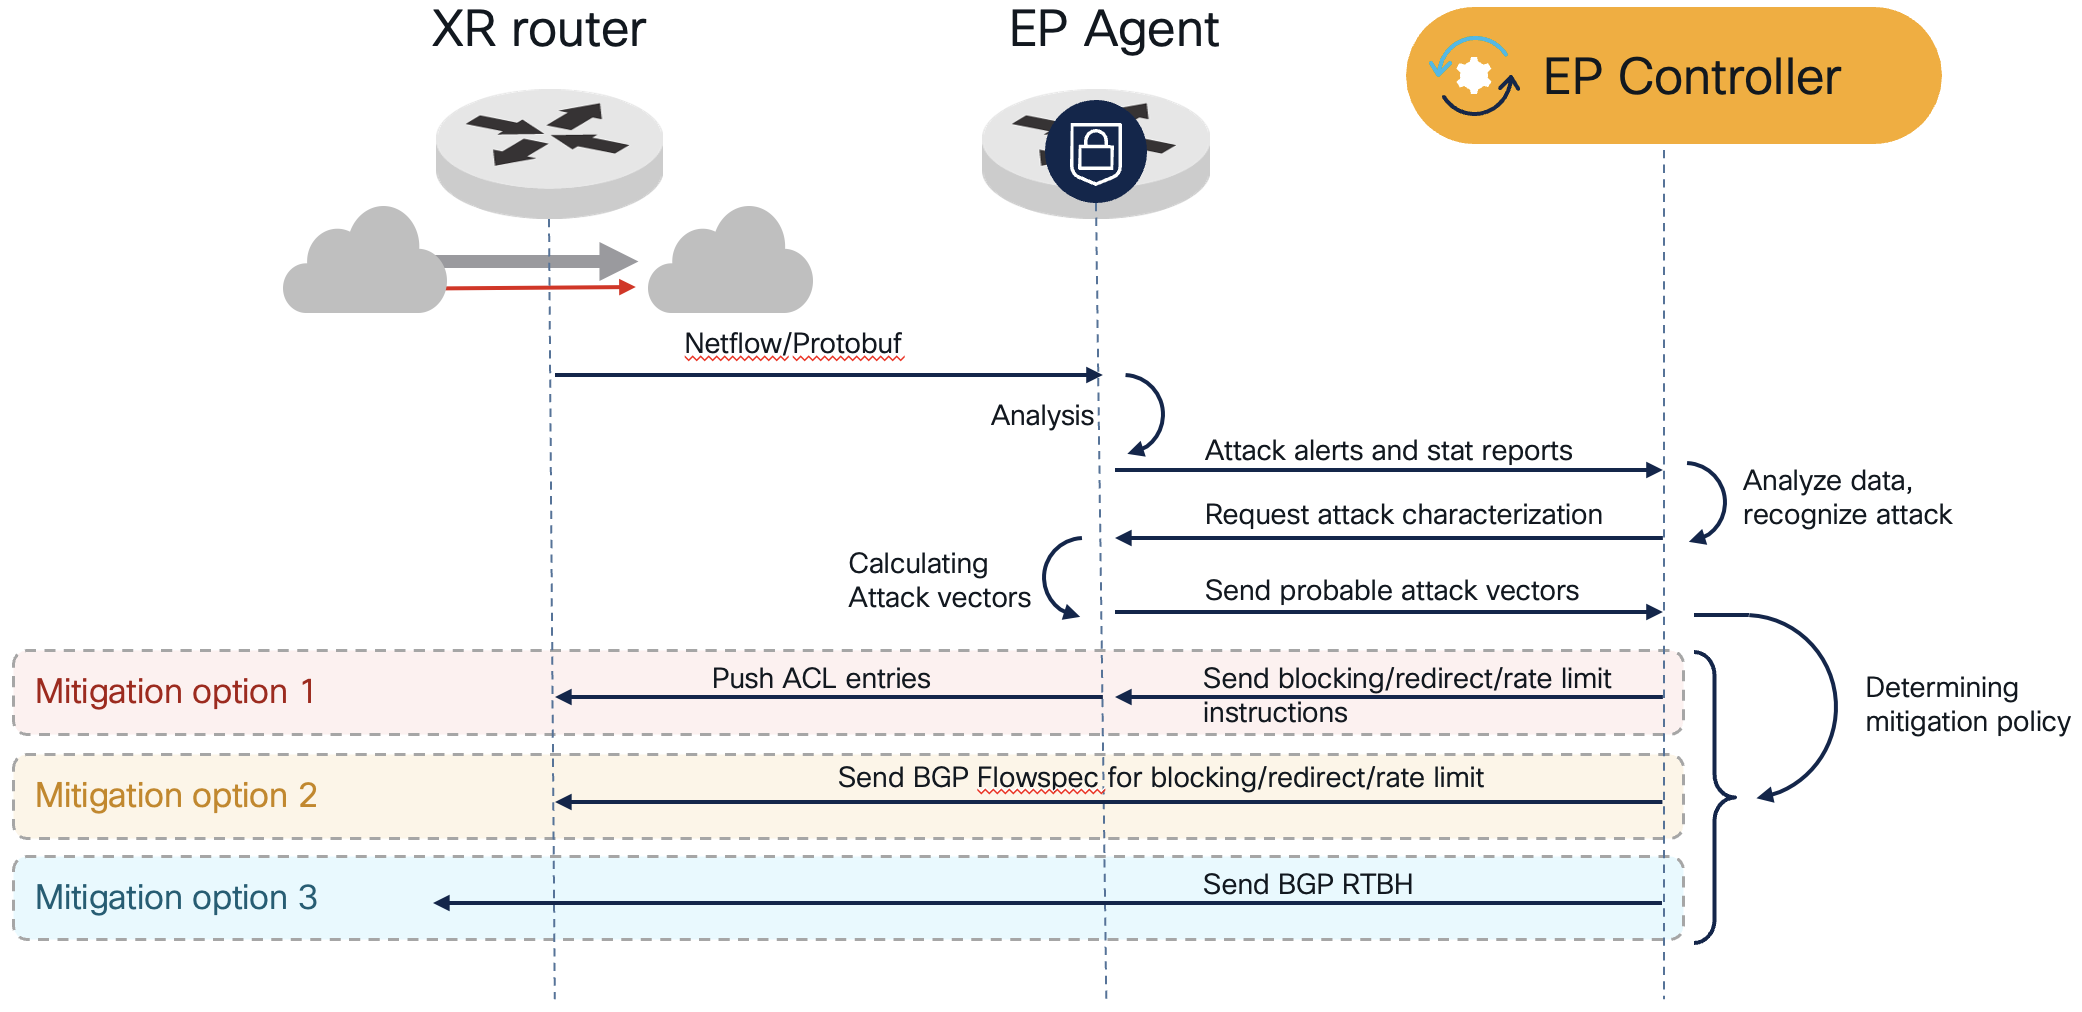 XR router
EP Agent
EP Controller
Netflow/Protobuf
Analysis
Attack alerts and stat reports
Analyze data,
recognize attack
Request attack characterization
Calculating
Attack vectors
Send probable attack vectors
Mitigation option 1
Push ACL entries
Send blocking/redirect/rate limit
instructions
Determining
mitigation policy
Mitigation option 2
Send BGP Flowspec for blocking/redirect/rate limit
Mitigation option 3
Send BGP RTBH